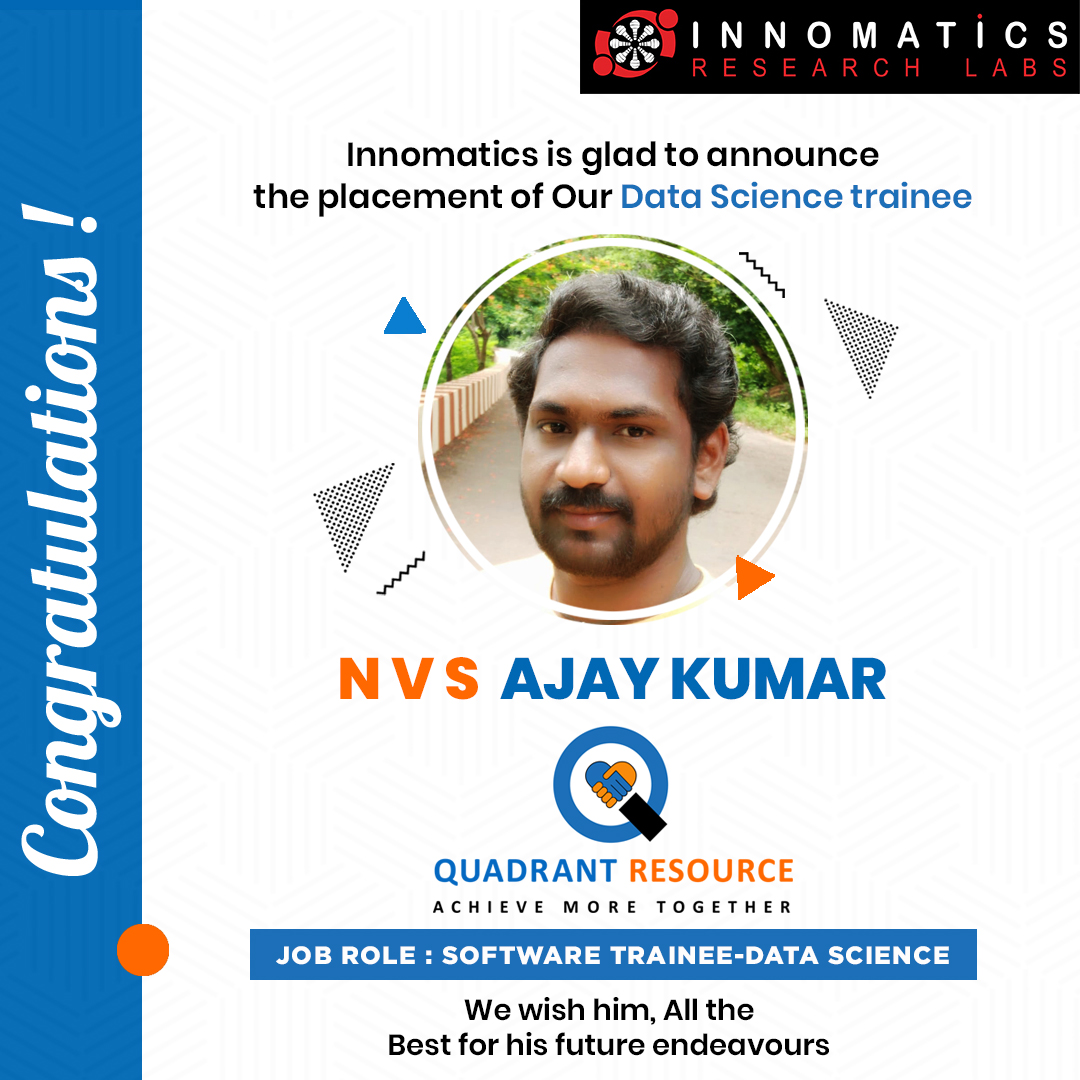 INNOMATICS
RESEARCH LABS
Innomatics is glad to announce
the placement of Our Data Science trainee
Congratulations !
N V S AJAY KUMAR
QUADRANT RESOURCE
ACHIEVE MORE TOGETHER
JOB ROLE : SOFTWARE TRAINEE-DATA SCIENCE
We wish him, All the
Best for his future endeavours